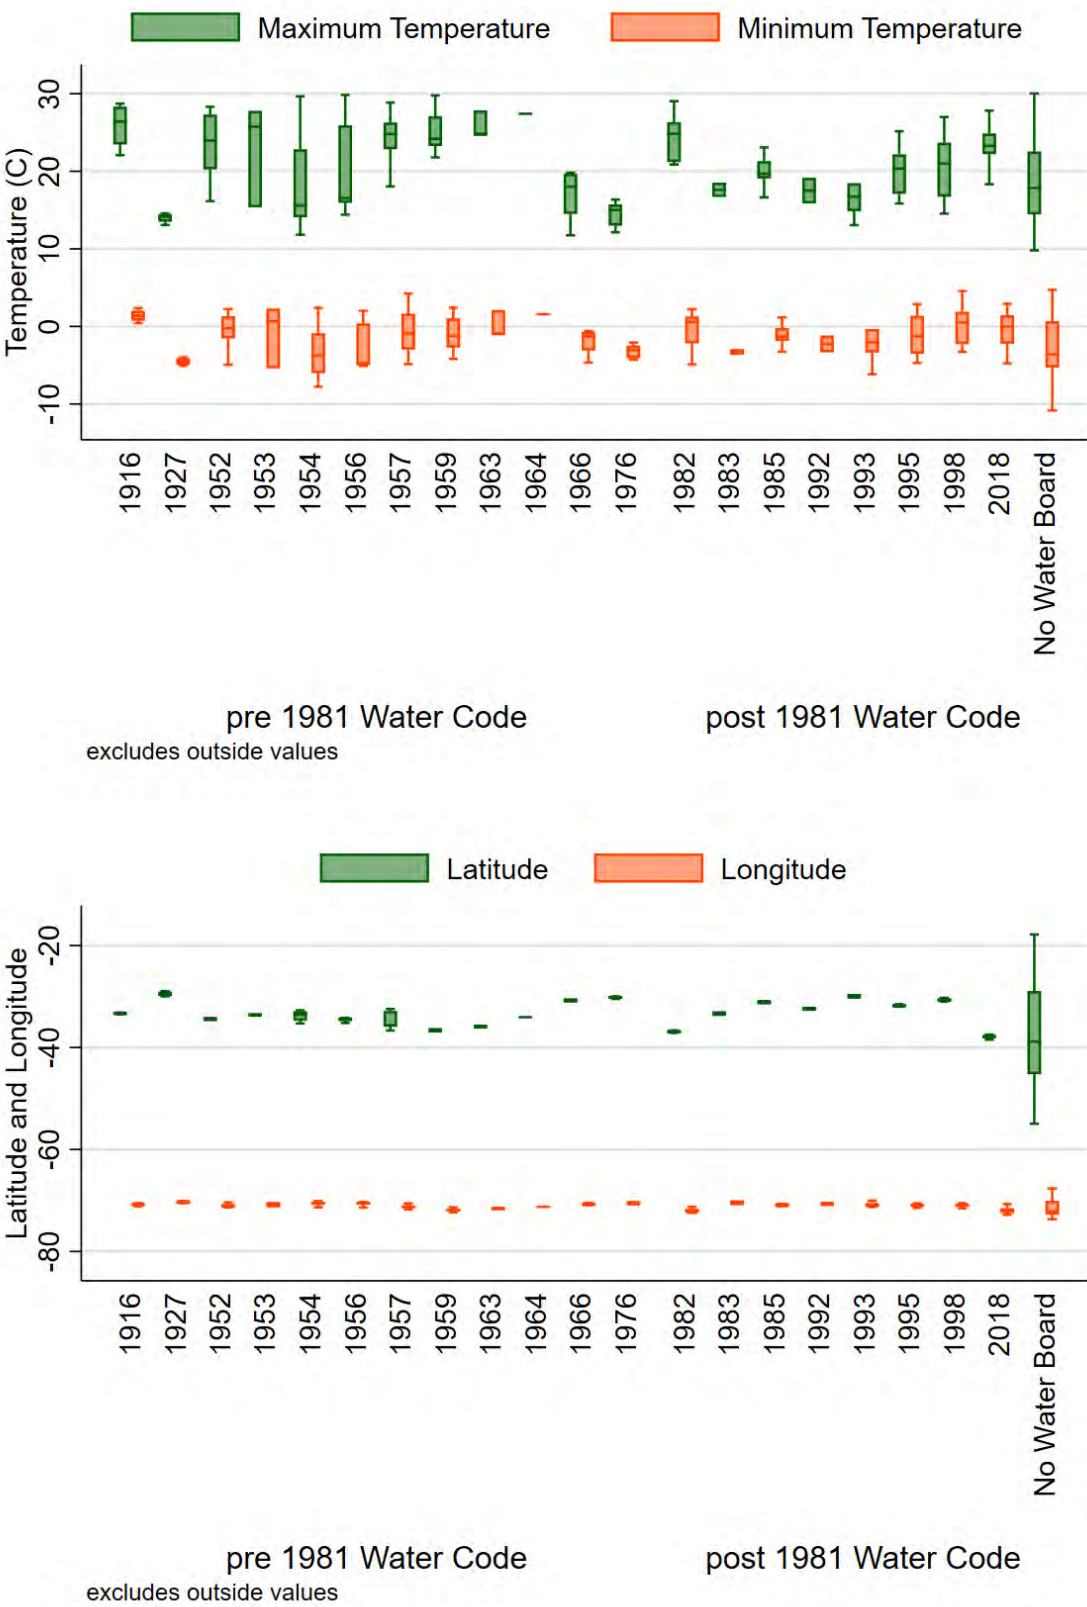 Maximum Temperature Minimum Temperature
Temperature (C)
30
20
10
0
-10
1916 1927 1952 1953 1954 1956 1957 1959 1963 1964 1966 1976 1982 1983 1985 1992 1993 1995 1998 2018 No Water Board
pre 1981 Water Code post 1981 Water Code
excludes outside values
Latitude Longitude
Latitude and Longitude
-20
-40
-60
-80
1916 1927 1952 1953 1954 1956 1957 1959 1963 1964 1966 1976 1982 1983 1985 1992 1993 1995 1998 2018 No Water Board
pre 1981 Water Code post 1981 Water Code
excludes outside values